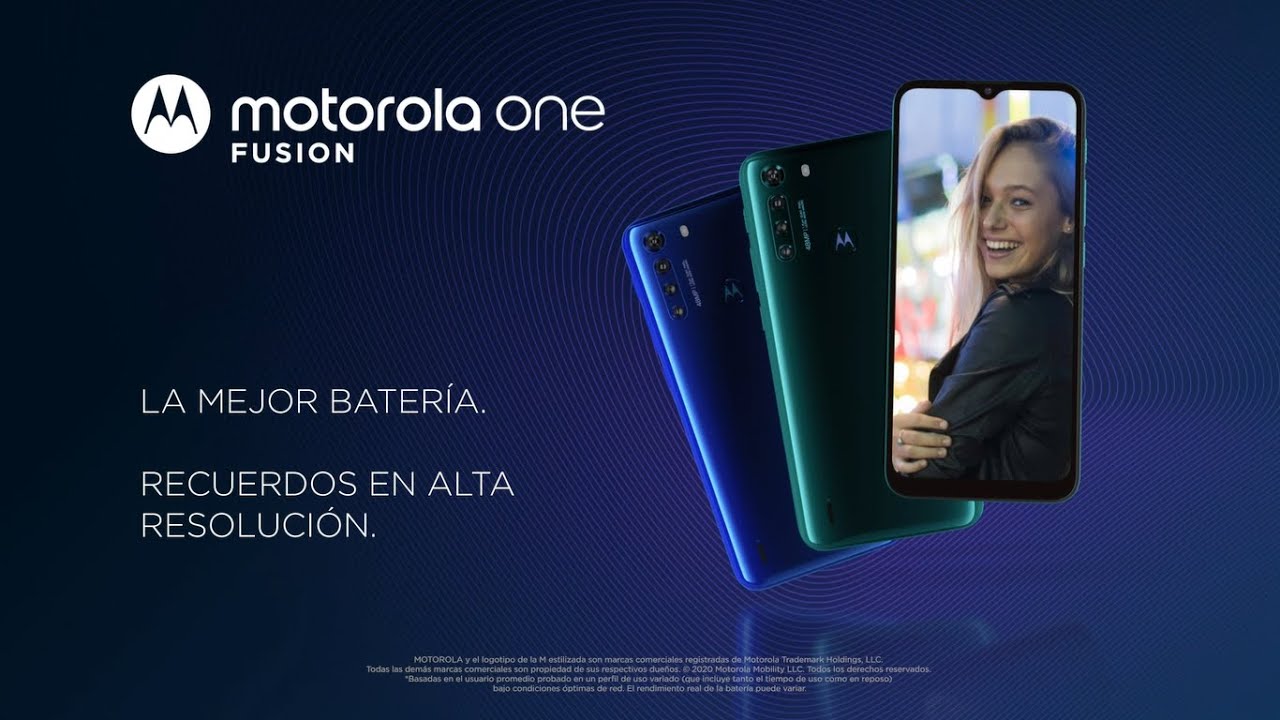 motorola one
FUSION
LA MEJOR BATERÍA.
RECUERDOS EN ALTA
RESOLUCIÓN.
48MP
MOTOROLA y el logotipo de la M estilizada son marcas comerciales registradas de Motorola Trademark Holdings, LLC.
Todas las demás marcas comerciales son propiedad de sus respectivos dueños. © 2020 Motorola Mobility LLC. Todos los derechos reservados.
*Basadas en el usuario promedio probado en un perfil de uso variado (que incluye tanto el tiempo de uso como en reposo)
bajo condiciones óptimas de red. El rendimiento real de la batería puede variar.